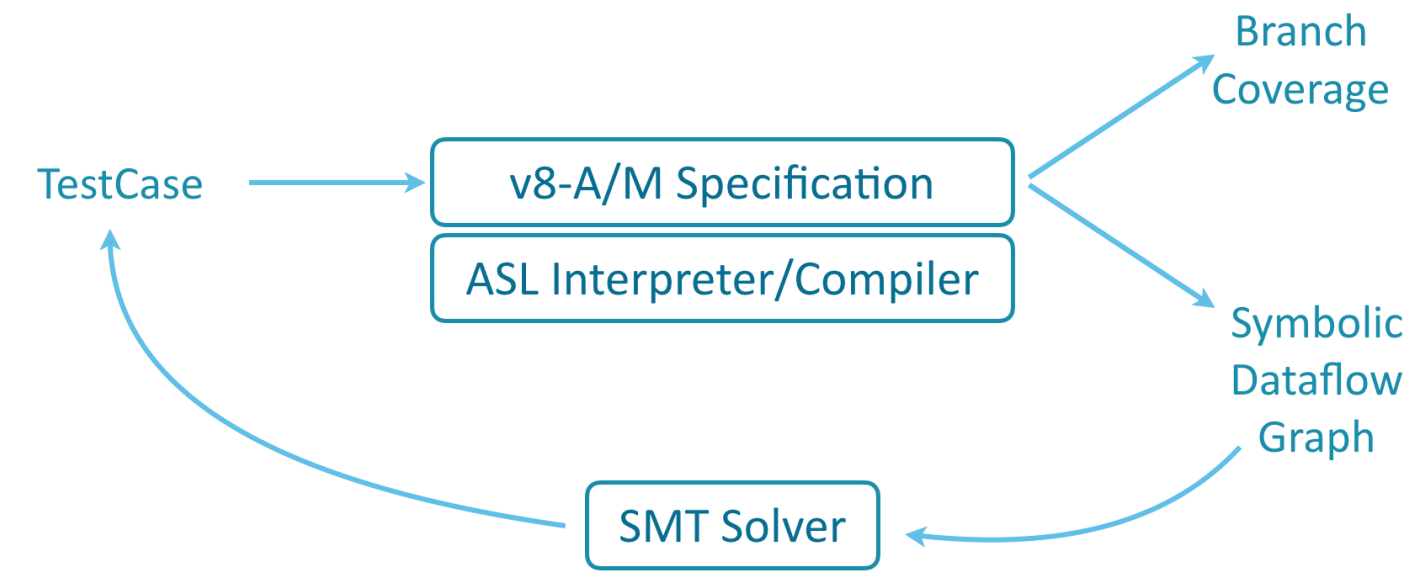 Branch
Coverage
TestCase
v8-A/M Specification
ASL Interpreter/Compiler
Symbolic
Dataflow
Graph
SMT Solver